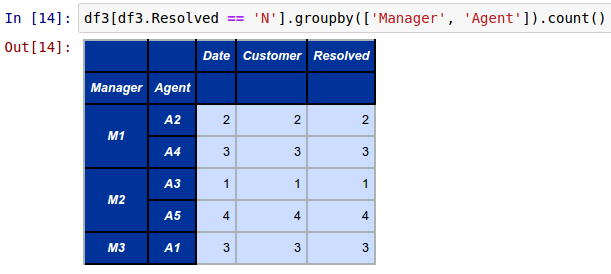 In [14]: df3[df3.Resolved == 'N'].groupby(['Manager', 'Agent']).count()
Out[14]:
Date Customer Resolved
Manager Agent
M1 A2 2 2 2
A4 3 3 3
M2 A3 1 1 1
A5 4 4 4
M3 A1 3 3 3